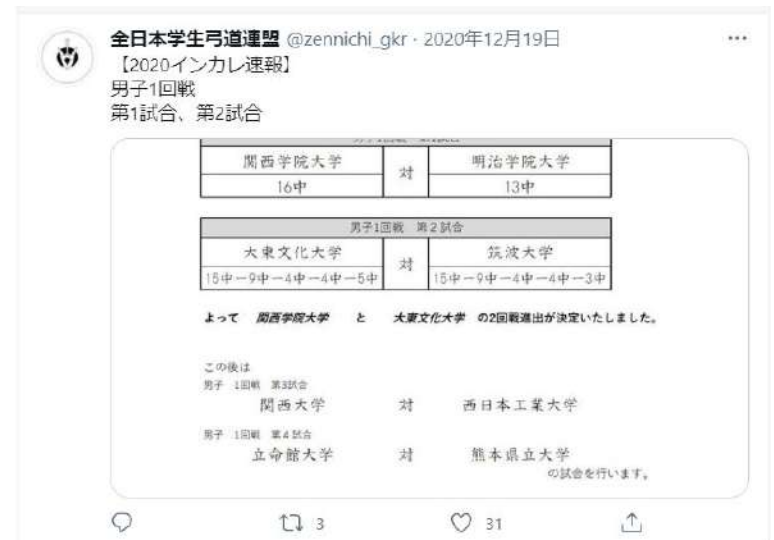 全日本学生弓道連盟 @zennichi_gkr · 2020年12月19日
【2020インカレ速報】
男子1回戦
第1試合、第2試合
関西学院大学 対 明治学院大学
16中 13中
男子1回戦 第2試合
大東文化大学 対 筑波大学
15中－9中－4中－4中－5中 15中－9中－4中－4中－3中
よって 関西学院大学 と 大東文化大学 の2回戦進出が決定いたしました。
この後は
男子 1回戦 第3試合
関西大学 対 西日本工業大学
男子 1回戦 第4試合
立命館大学 対 熊本県立大学
の試合を行います。
3 31